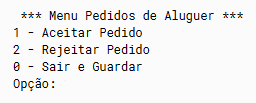 *** Menu Pedidos de Aluguer ***
1 - Aceitar Pedido
2 - Rejeitar Pedido
0 - Sair e Guardar
Opção: